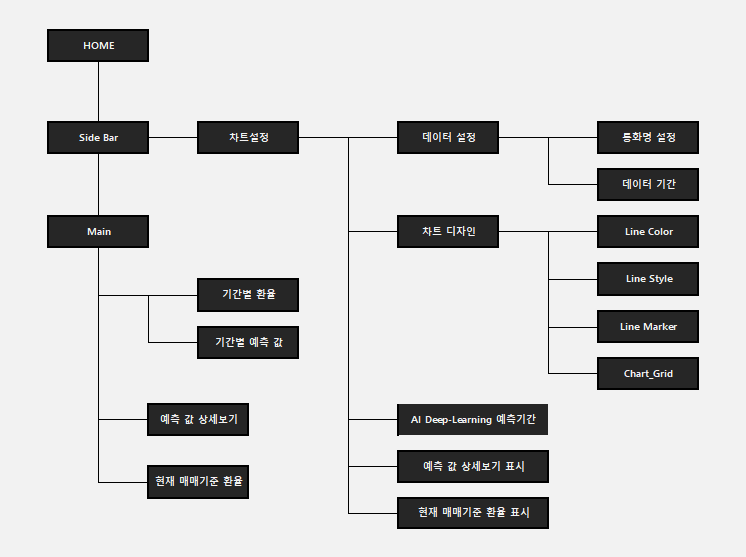 HOME
Side Bar
차트설정
데이터 설정
통화명 설정
데이터 기간
Main
차트 디자인
Line Color
Line Style
Line Marker
Chart_Grid
기간별 환율
기간별 예측 값
예측 값 상세보기
현재 매매기준 환율
AI Deep-Learning 예측기간
예측 값 상세보기 표시
현재 매매기준 환율 표시